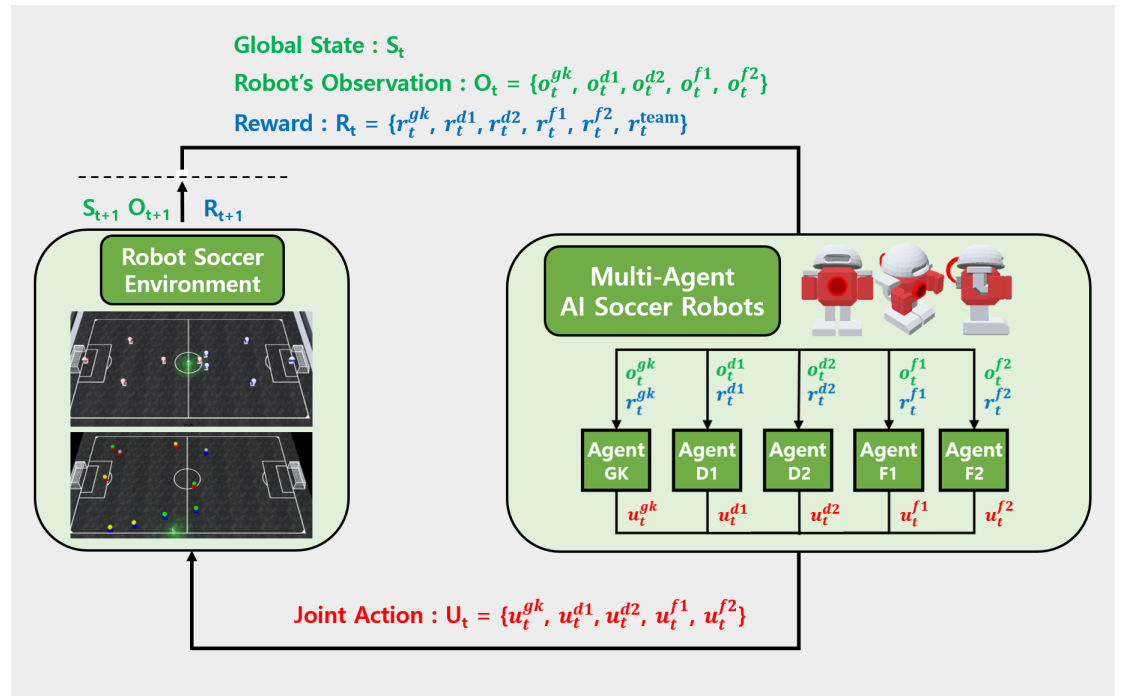 Global State : Sₜ
Robot's Observation : Oₜ = {oₜ^gk, oₜ^d1, oₜ^d2, oₜ^f1, oₜ^f2}
Reward : Rₜ = {rₜ^gk, rₜ^d1, rₜ^d2, rₜ^f1, rₜ^f2, rₜ^team}
Sₜ₊₁ Oₜ₊₁ Rₜ₊₁
Robot Soccer
Environment
Multi-Agent
AI Soccer Robots
oₜ^gk oₜ^d1 oₜ^d2 oₜ^f1 oₜ^f2
rₜ^gk rₜ^d1 rₜ^d2 rₜ^f1 rₜ^f2
Agent Agent Agent Agent Agent
GK D1 D2 F1 F2
uₜ^gk uₜ^d1 uₜ^d2 uₜ^f1 uₜ^f2
Joint Action : Uₜ = {uₜ^gk, uₜ^d1, uₜ^d2, uₜ^f1, uₜ^f2}